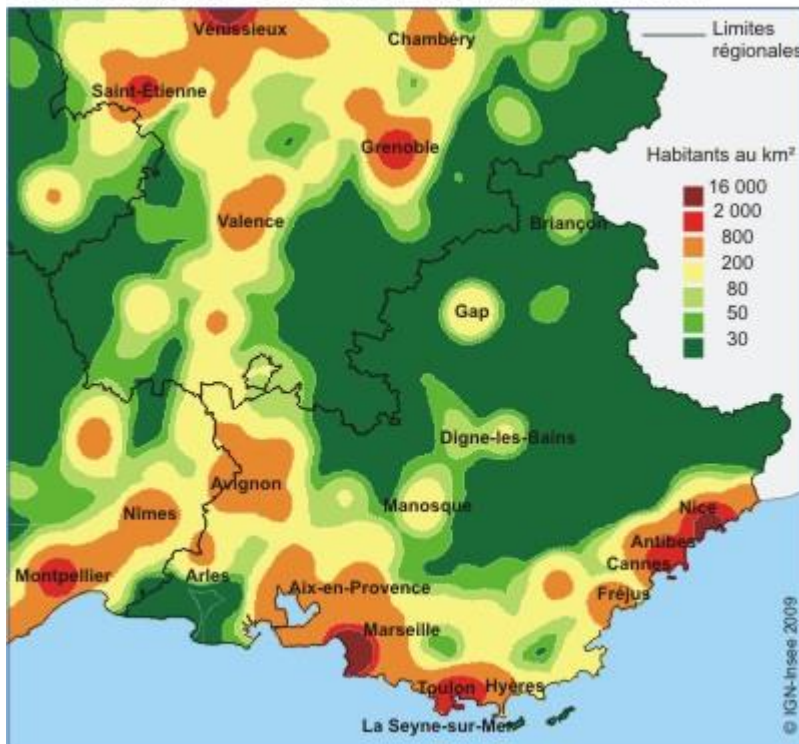 Limites
régionales
Habitants au km²
16 000
2 000
800
200
80
50
30
Vénissieux
Chambéry
Saint-Étienne
Grenoble
Valence
Briançon
Gap
Digne-les-Bains
Avignon
Manosque
Nîmes
Nice
Antibes
Cannes
Montpellier
Arles
Aix-en-Provence
Fréjus
Marseille
Toulon
Hyères
La Seyne-sur-Mer
© IGN-Insee 2009